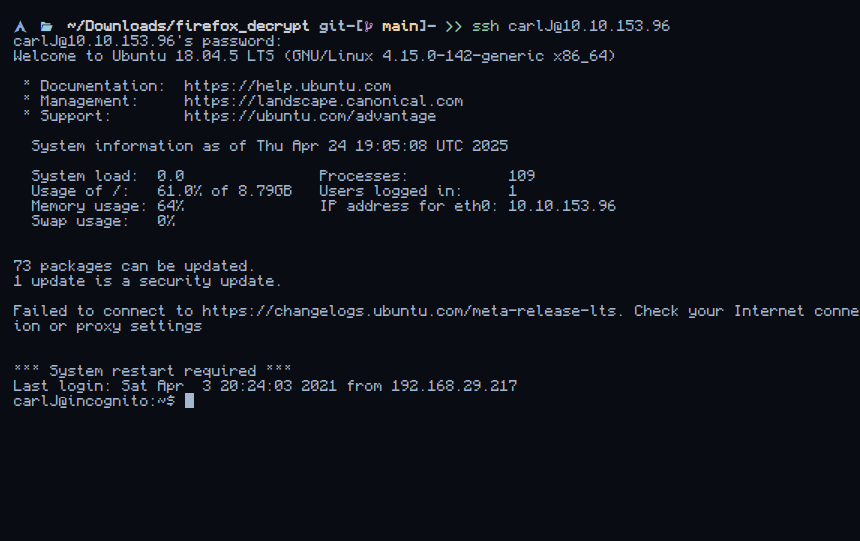 ~/Downloads/firefox_decrypt git-[ main]- >> ssh carlJ@10.10.153.96
carlJ@10.10.153.96's password:
Welcome to Ubuntu 18.04.5 LTS (GNU/Linux 4.15.0-142-generic x86_64)
* Documentation:  https://help.ubuntu.com
* Management:     https://landscape.canonical.com
* Support:        https://ubuntu.com/advantage
System information as of Thu Apr 24 19:05:08 UTC 2025
System load:  0.0               Processes:           109
Usage of /:   61.0% of 8.79GB   Users logged in:     1
Memory usage: 64%               IP address for eth0: 10.10.153.96
Swap usage:   0%
73 packages can be updated.
1 update is a security update.
Failed to connect to https://changelogs.ubuntu.com/meta-release-lts. Check your Internet conne
ion or proxy settings
*** System restart required ***
Last login: Sat Apr  3 20:24:03 2021 from 192.168.29.217
carlJ@incognito:~$